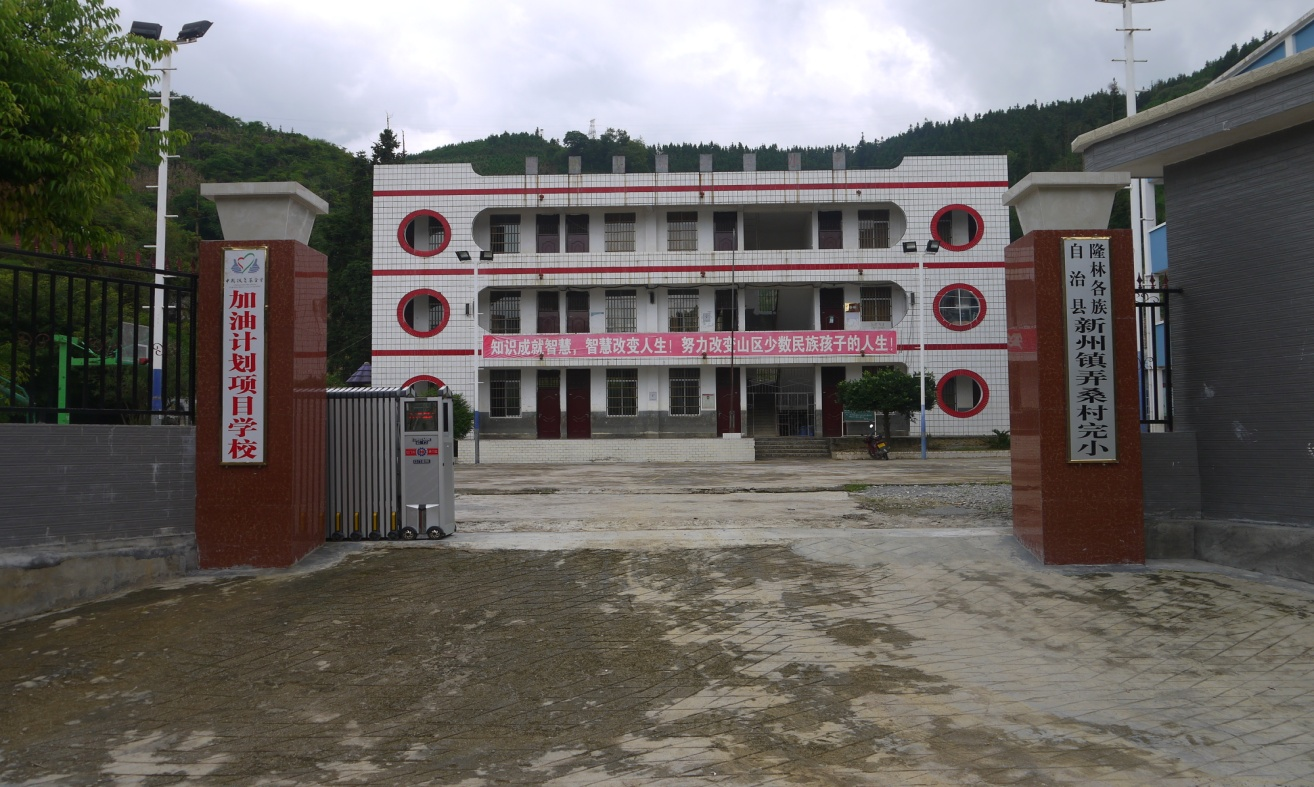 加油计划项目学校
知识成就智慧，智慧改变人生！努力改变山区少数民族孩子的人生！
隆林各族
自治县
新州镇弄桑村完小